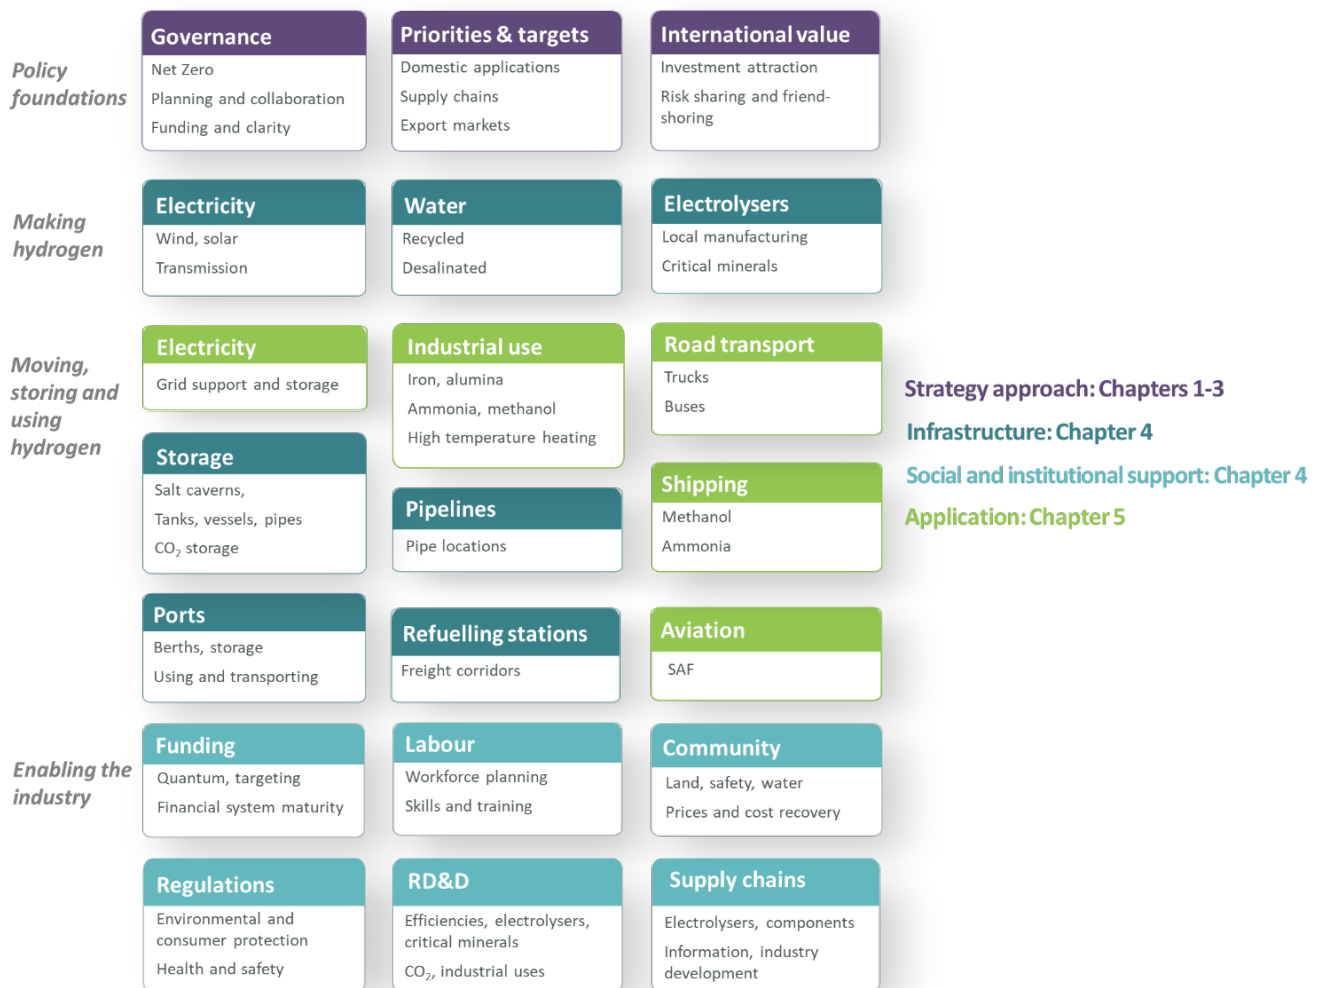 Policy
foundations
Governance
Net Zero
Planning and collaboration
Funding and clarity
Priorities & targets
Domestic applications
Supply chains
Export markets
International value
Investment attraction
Risk sharing and friend-
shoring
Making
hydrogen
Electricity
Wind, solar
Transmission
Water
Recycled
Desalinated
Electrolysers
Local manufacturing
Critical minerals
Moving,
storing and
using
hydrogen
Electricity
Grid support and storage
Industrial use
Iron, alumina
Ammonia, methanol
High temperature heating
Road transport
Trucks
Buses
Storage
Salt caverns,
Tanks, vessels, pipes
CO₂ storage
Pipelines
Pipe locations
Shipping
Methanol
Ammonia
Ports
Berths, storage
Using and transporting
Refuelling stations
Freight corridors
Aviation
SAF
Enabling the
industry
Funding
Quantum, targeting
Financial system maturity
Labour
Workforce planning
Skills and training
Community
Land, safety, water
Prices and cost recovery
Regulations
Environmental and
consumer protection
Health and safety
RD&D
Efficiencies, electrolysers,
critical minerals
CO₂, industrial uses
Supply chains
Electrolysers, components
Information, industry
development
Strategy approach: Chapters 1-3
Infrastructure: Chapter 4
Social and institutional support: Chapter 4
Application: Chapter 5